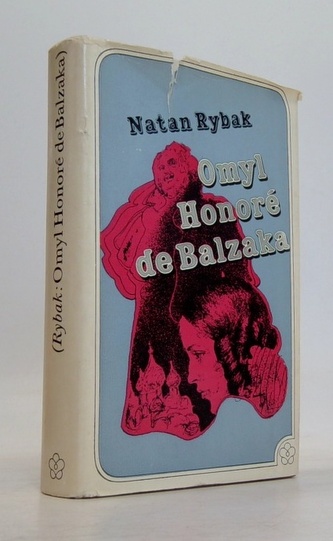 (Rybak: Omyl Honoré de Balzaka)
Natan Rybak
Omyl
Honoré
de Balzaka